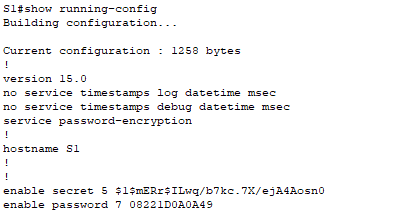 S1#show running-config
Building configuration...
Current configuration : 1258 bytes
!
version 15.0
no service timestamps log datetime msec
no service timestamps debug datetime msec
service password-encryption
!
hostname S1
!
!
!
enable secret 5 $1$mERr$ILwq/b7kc.7X/ejA4Aosn0
enable password 7 08221D0A0A49